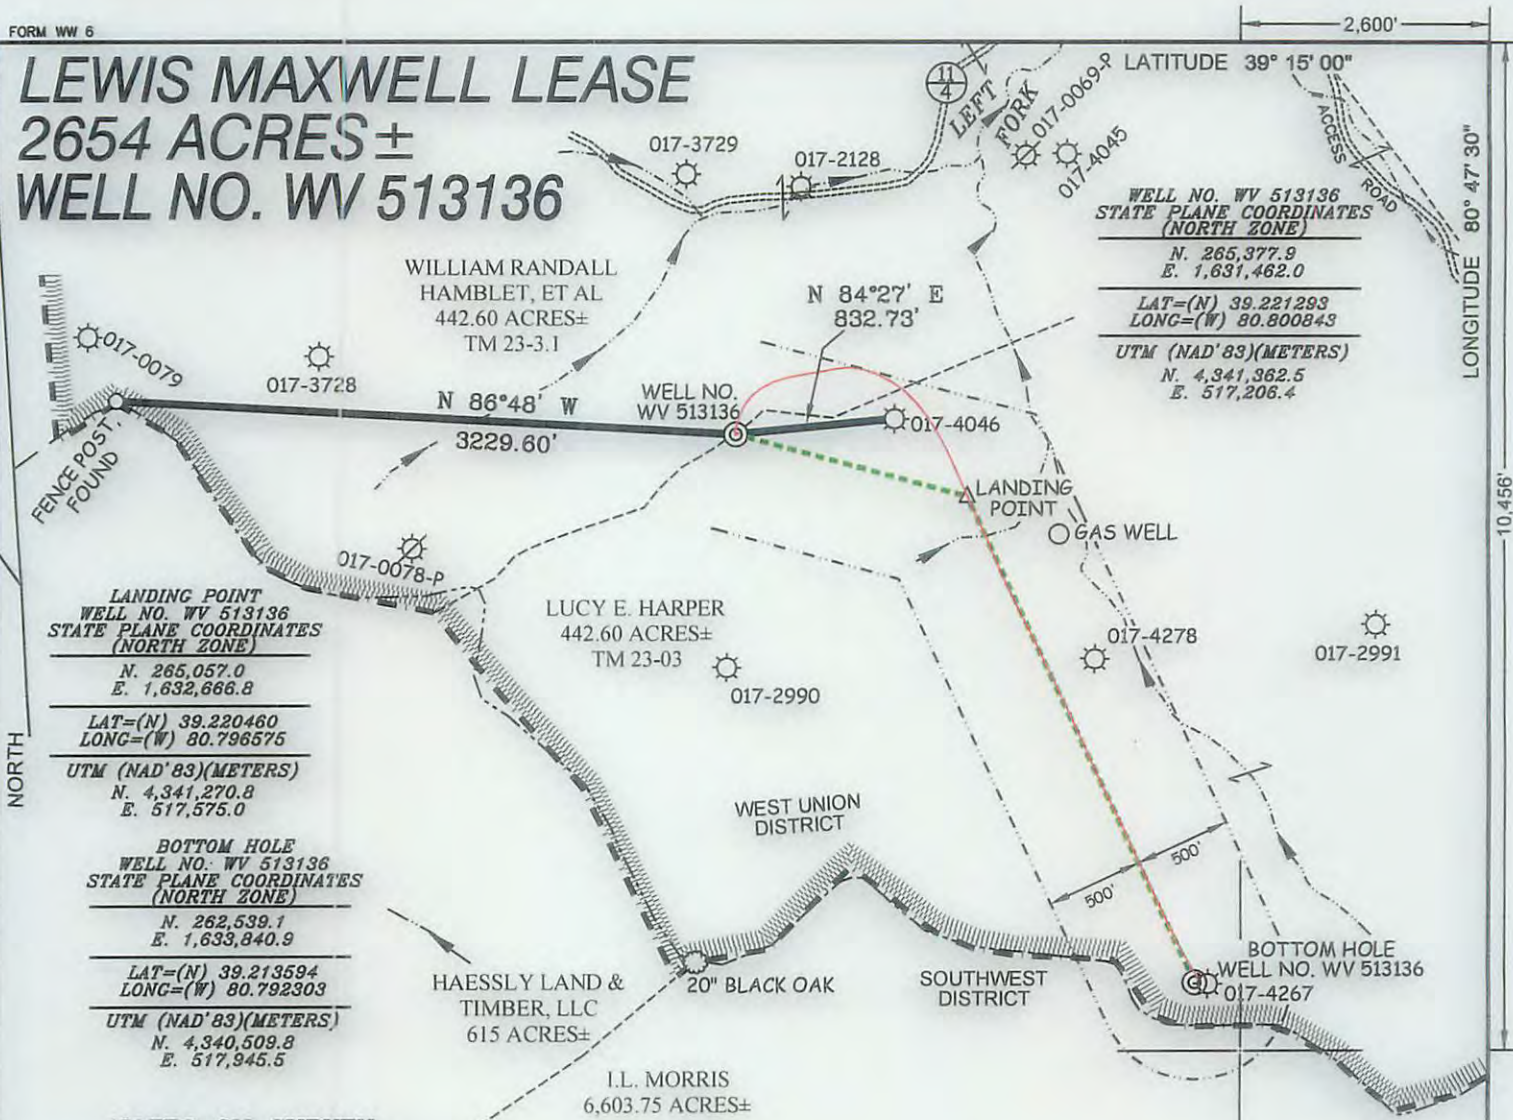 FORM WW 6
2,600'
LEWIS MAXWELL LEASE
2654 ACRES±
WELL NO. WV 513136
LATITUDE 39° 15' 00"
LONGITUDE 80° 47' 30"
10,456'
11
4
LEFT
FORK
017-0069-P
017-4045
017-3729
017-2128
ACCESS
ROAD
WELL NO. WV 513136
STATE PLANE COORDINATES
(NORTH ZONE)
N. 265,377.9
E. 1,631,462.0
LAT=(N) 39.221293
LONG=(W) 80.800843
UTM (NAD'83)(METERS)
N. 4,341,362.5
E. 517,206.4
WILLIAM RANDALL
HAMBLET, ET AL
442.60 ACRES±
TM 23-3.1
N 84°27' E
832.73'
017-0079
017-3728
N 86°48' W
3229.60'
WELL NO.
WV 513136
017-4046
FENCE POST,
FOUND
LANDING
POINT
GAS WELL
017-0078-P
LUCY E. HARPER
442.60 ACRES±
TM 23-03
017-2990
017-4278
017-2991
LANDING POINT
WELL NO. WV 513136
STATE PLANE COORDINATES
(NORTH ZONE)
N. 265,057.0
E. 1,632,666.8
LAT=(N) 39.220460
LONG=(W) 80.796575
UTM (NAD'83)(METERS)
N. 4,341,270.8
E. 517,575.0
NORTH
WEST UNION
DISTRICT
500'
500'
BOTTOM HOLE
WELL NO. WV 513136
STATE PLANE COORDINATES
(NORTH ZONE)
N. 262,539.1
E. 1,633,840.9
LAT=(N) 39.213594
LONG=(W) 80.792303
UTM (NAD'83)(METERS)
N. 4,340,509.8
E. 517,945.5
HAESSLY LAND &
TIMBER, LLC
615 ACRES±
20" BLACK OAK
SOUTHWEST
DISTRICT
BOTTOM HOLE
WELL NO. WV 513136
017-4267
I.L. MORRIS
6,603.75 ACRES±